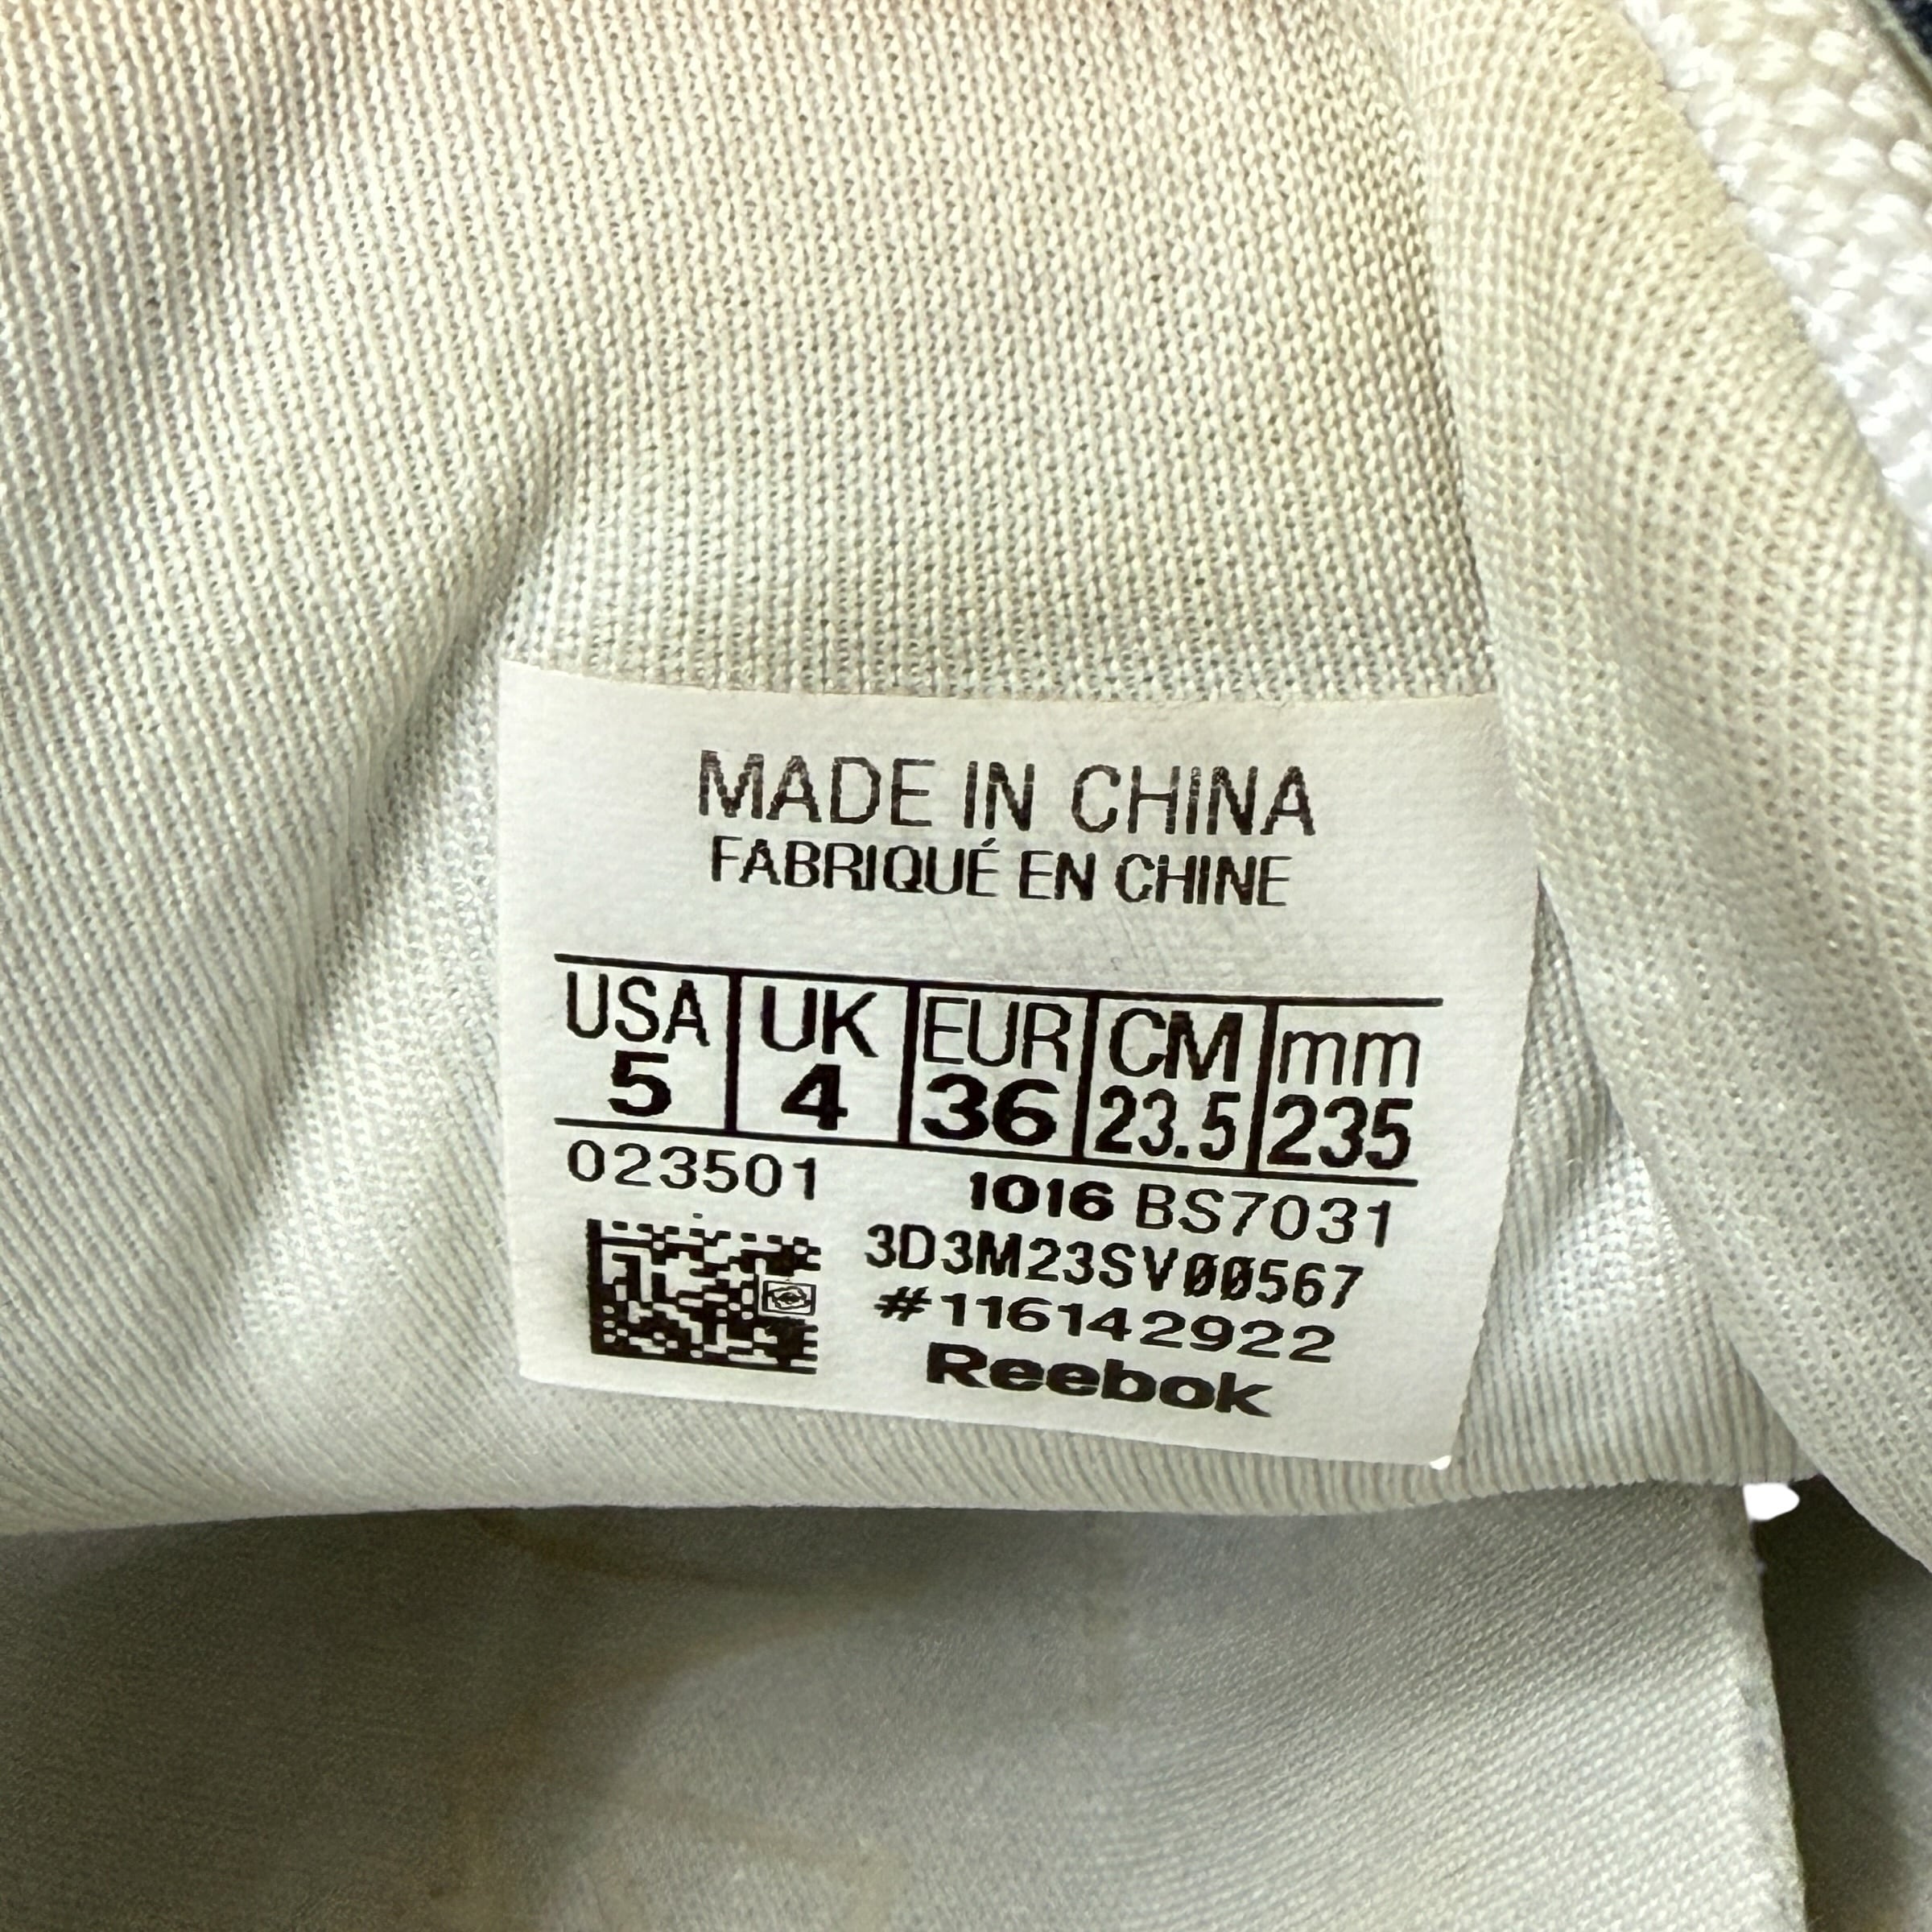 MADE IN CHINA
FABRIQUÉ EN CHINE
USA UK EUR CM mm
5 4 36 23.5 235
023501 1016 BS7031
3D3M23SV00567
#116142922
Reebok